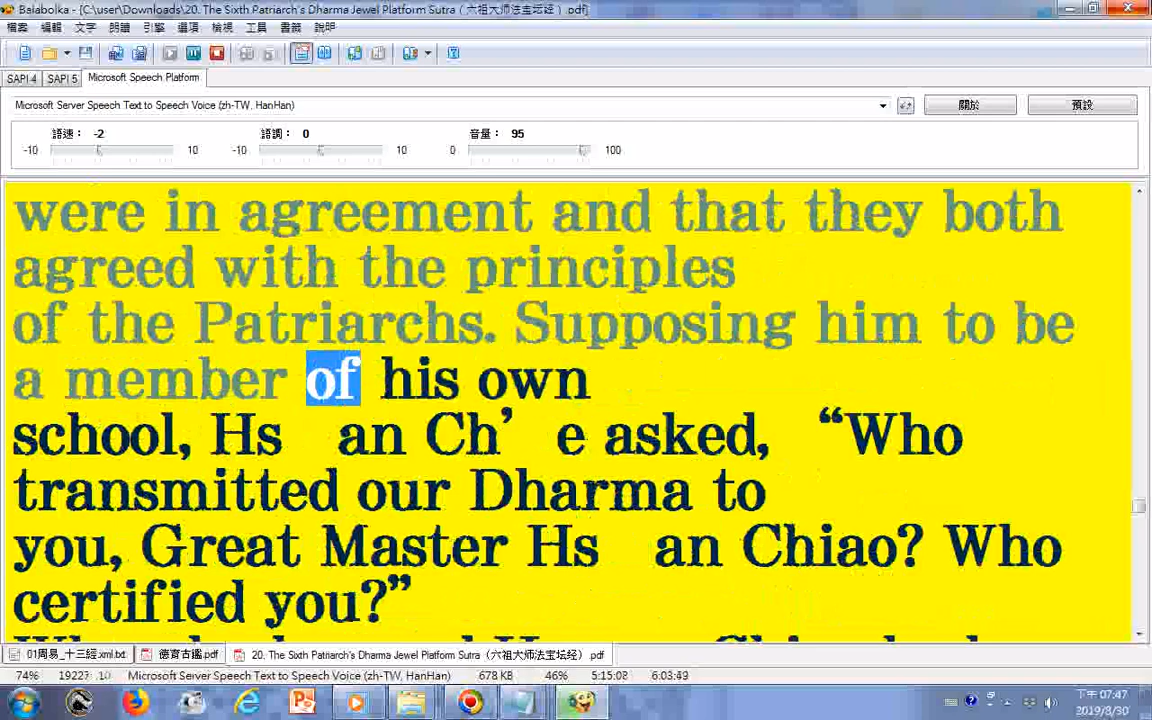 Balabolka - [C:\user\Downloads\20. The Sixth Patriarch's Dharma Jewel Platform Sutra（六祖大师法宝坛经）.pdf]
檔案 編輯 文字 朗讀 引擎 選項 檢視 工具 書籤 說明
SAPI 4 SAPI 5 Microsoft Speech Platform
Microsoft Server Speech Text to Speech Voice (zh-TW, HanHan) 關於 預設
語速： -2 語調： 0 音量： 95
-10 10 -10 10 0 100
were in agreement and that they both
agreed with the principles
of the Patriarchs. Supposing him to be
a member of his own
school, Hs an Ch’ e asked, “Who
transmitted our Dharma to
you, Great Master Hs an Chiao? Who
certified you?”
01周易_十三經.xml.txt 德育古鑑.pdf 20. The Sixth Patriarch's Dharma Jewel Platform Sutra（六祖大师法宝坛经）.pdf
74% Microsoft Server Speech Text to Speech Voice (zh-TW, HanHan) 678 KB 46% 5:15:08 6:03:49
下午 07:47
2019/8/30